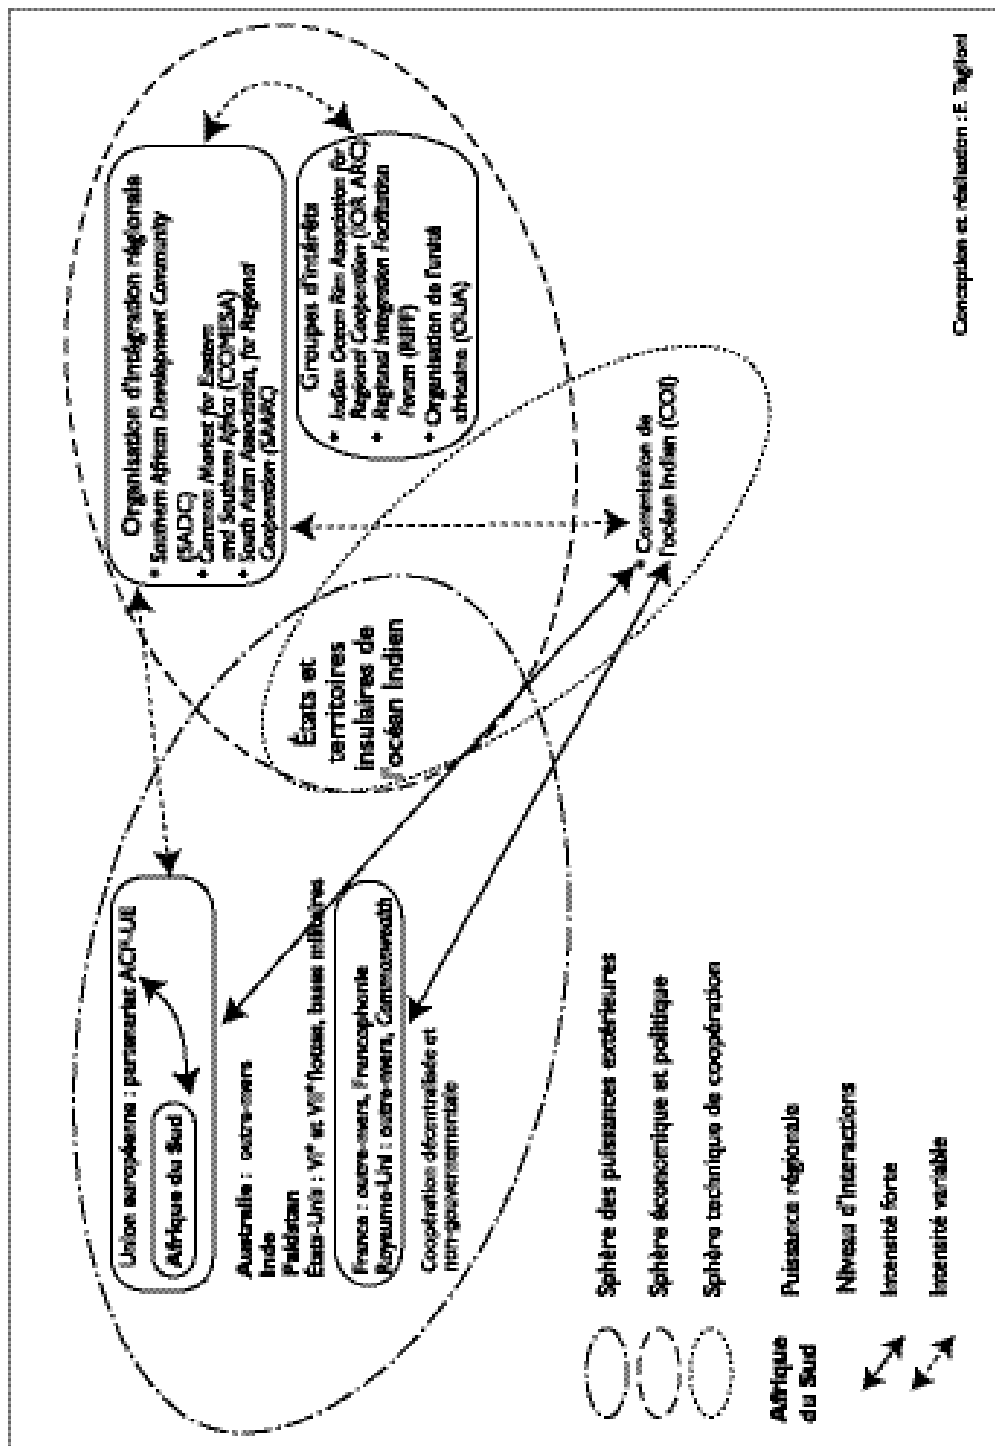 Union européenne : partenariat ACP-UE
Afrique du Sud
Australie : outre-mers
Inde
Pakistan
États-Unis : VIe et VIIe flottes, bases militaires
France : outre-mers, Francophonie
Royaume-Uni : outre-mers, Commonwealth
Coopération décentralisée et
non-gouvernementale
États et
territoires
insulaires de
l'océan Indien
Organisation d'intégration régionale
• Southern African Development Community
(SADC)
• Common Market for Eastern
and Southern Africa (COMESA)
• South Asian Association, for Regional
Cooperation (SAARC)
Groupes d'intérêts
• Indian Ocean Rim Association for
Regional Cooperation (IOR ARC)
• Regional Integration Facilitation
Forum (RIFF)
• Organisation de l'unité
africaine (OUA)
• Commission de
l'océan Indien (COI)
Sphère des puissances extérieures
Sphère économique et politique
Sphère technique de coopération
Afrique
du Sud
Puissance régionale
Niveau d'interactions
Intensité forte
Intensité variable
Conception et réalisation : F. Taglioni